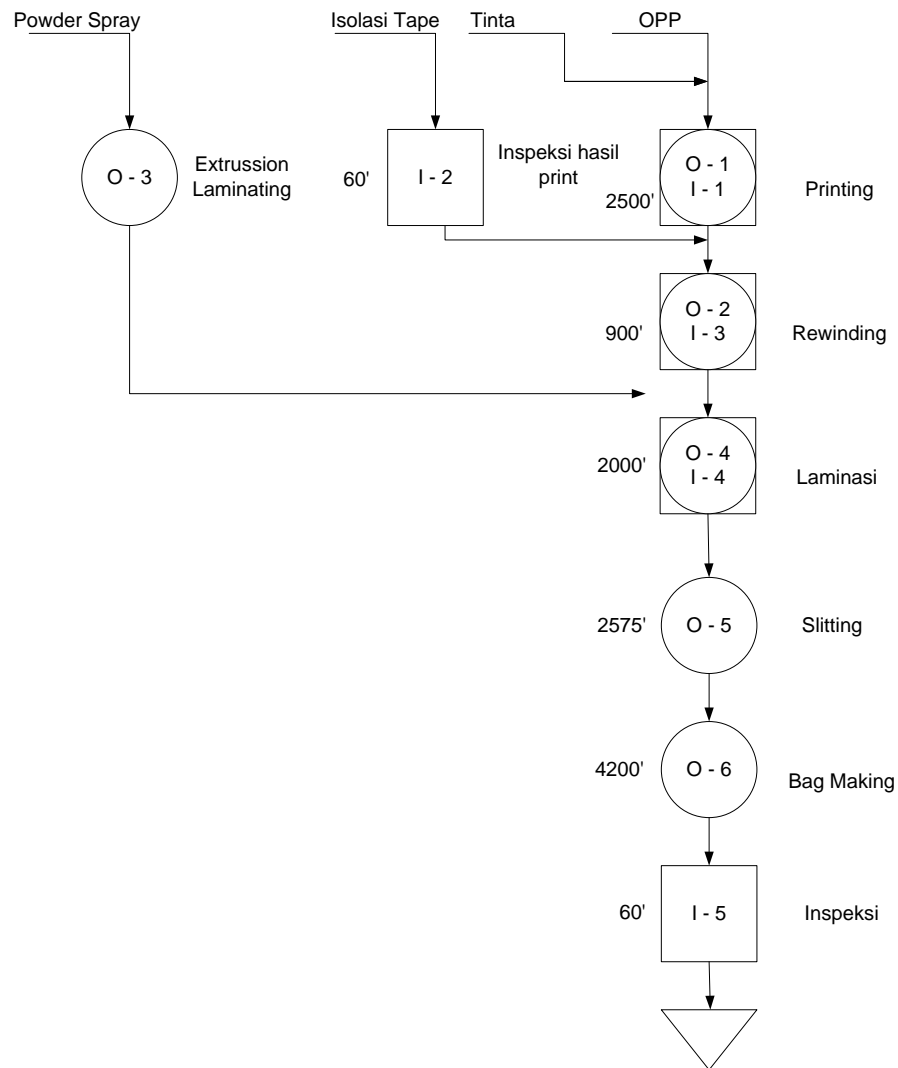 Powder Spray
Isolasi Tape
Tinta
OPP
O - 3
Extrussion
Laminating
60'
I - 2
Inspeksi hasil
print
2500'
O - 1
I - 1
Printing
900'
O - 2
I - 3
Rewinding
2000'
O - 4
I - 4
Laminasi
2575'
O - 5
Slitting
4200'
O - 6
Bag Making
60'
I - 5
Inspeksi